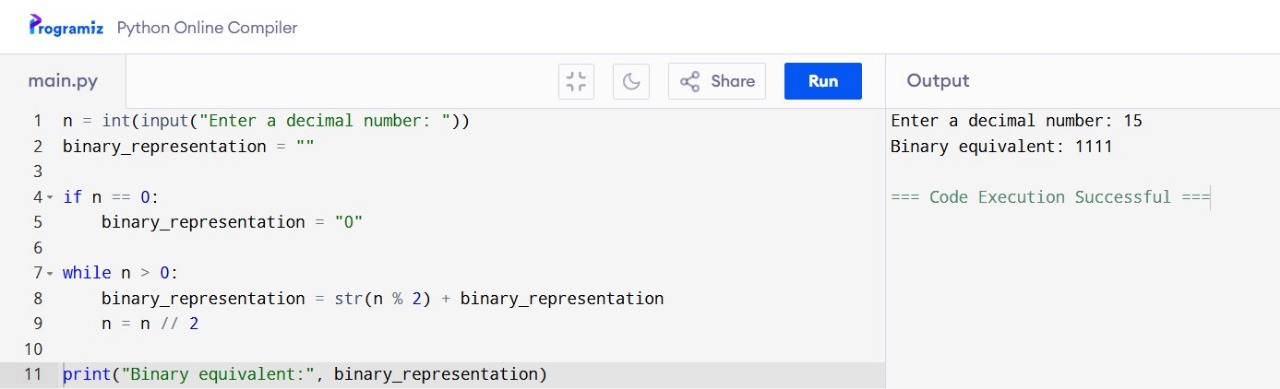 Programiz Python Online Compiler
main.py Share Run Output
1 n = int(input("Enter a decimal number: "))
2 binary_representation = ""
3
4 if n == 0:
5     binary_representation = "0"
6
7 while n > 0:
8     binary_representation = str(n % 2) + binary_representation
9     n = n // 2
10
11 print("Binary equivalent:", binary_representation)
Enter a decimal number: 15
Binary equivalent: 1111
=== Code Execution Successful ===